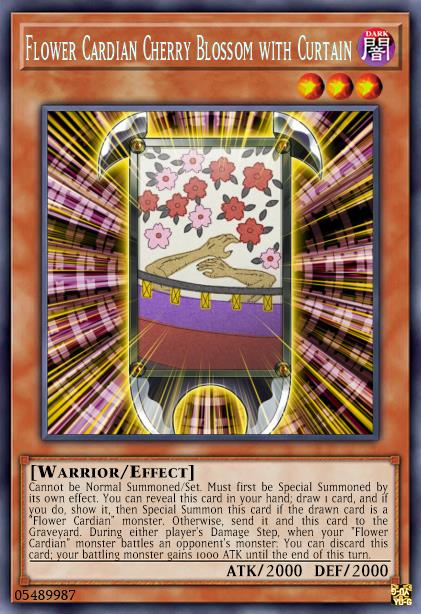 Flower Cardian Cherry Blossom with Curtain
DARK
闇
[Warrior/Effect]
Cannot be Normal Summoned/Set. Must first be Special Summoned by
its own effect. You can reveal this card in your hand; draw 1 card, and if
you do, show it, then Special Summon this card if the drawn card is a
"Flower Cardian" monster. Otherwise, send it and this card to the
Graveyard. During either player's Damage Step, when your "Flower
Cardian" monster battles an opponent's monster: You can discard this
card; your battling monster gains 1000 ATK until the end of this turn.
ATK/2000 DEF/2000
05489987